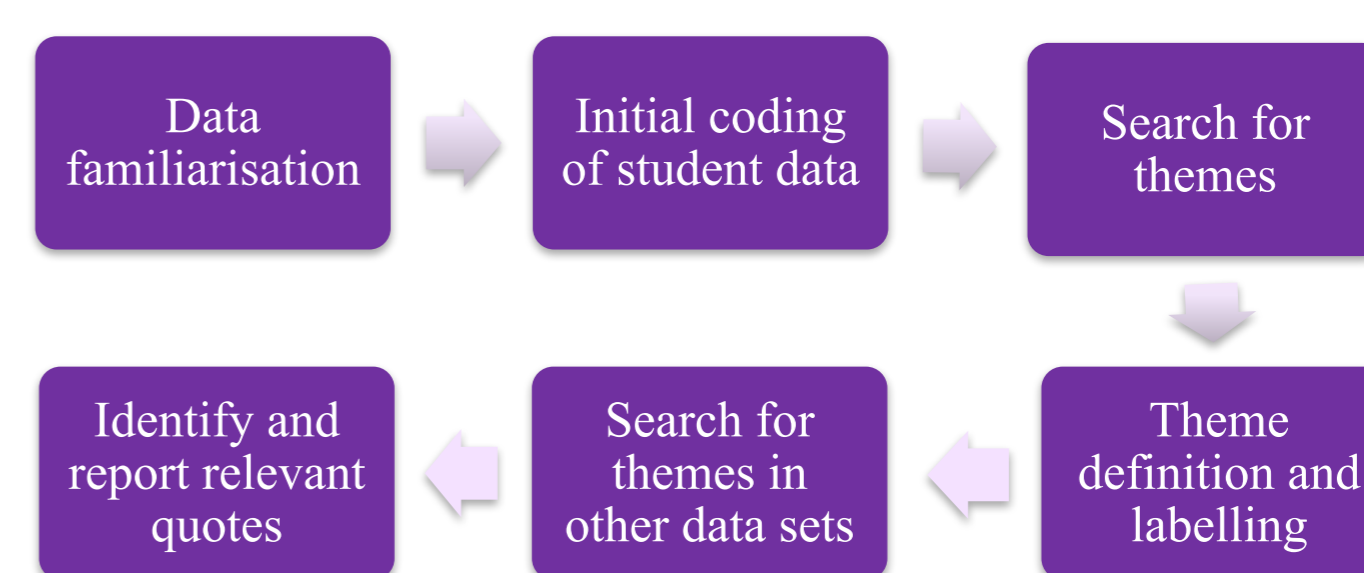 Data
familiarisation
Initial coding
of student data
Search for
themes
Theme
definition and
labelling
Search for
themes in
other data sets
Identify and
report relevant
quotes